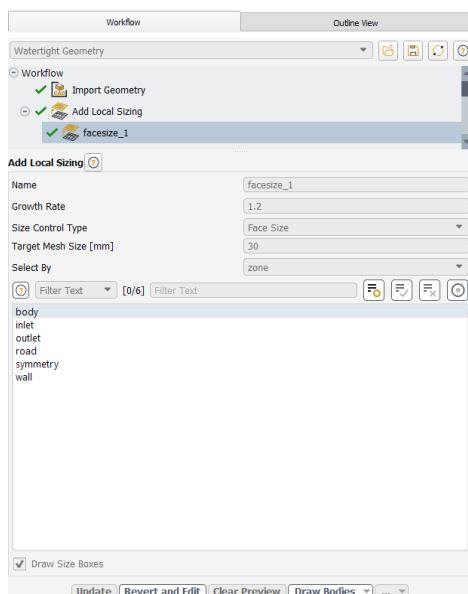 Workflow Outline View
Watertight Geometry
Workflow
Import Geometry
Add Local Sizing
facesize_1
Add Local Sizing
Name facesize_1
Growth Rate 1.2
Size Control Type Face Size
Target Mesh Size [mm] 30
Select By zone
Filter Text [0/6] Filter Text
body
inlet
outlet
road
symmetry
wall
Draw Size Boxes
Update Revert and Edit Clear Preview Draw Bodies ...